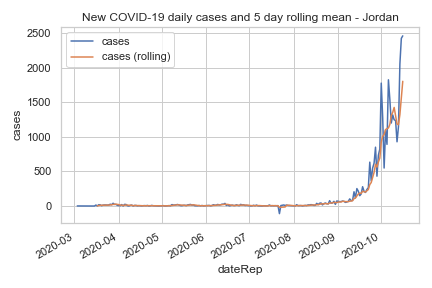 New COVID-19 daily cases and 5 day rolling mean - Jordan
cases
cases (rolling)
2500
2000
1500
1000
500
0
cases
2020-03
2020-04
2020-05
2020-06
2020-07
2020-08
2020-09
2020-10
dateRep